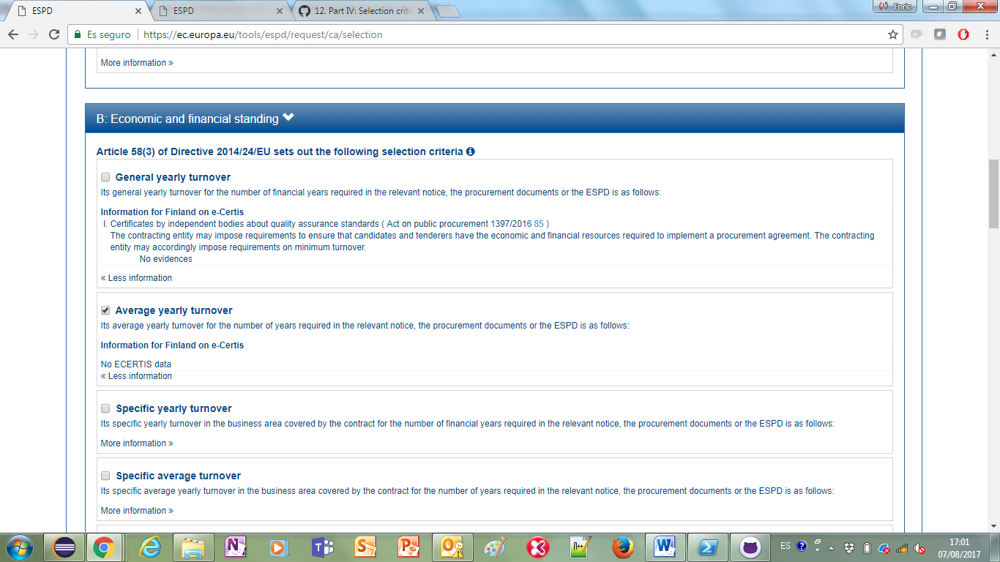 ESPD
ESPD
12. Part IV: Selection crite
Enric
Es seguro
https://ec.europa.eu/tools/espd/request/ca/selection
More information »
B: Economic and financial standing
Article 58(3) of Directive 2014/24/EU sets out the following selection criteria
General yearly turnover
Its general yearly turnover for the number of financial years required in the relevant notice, the procurement documents or the ESPD is as follows:
Information for Finland on e-Certis
I. Certificates by independent bodies about quality assurance standards ( Act on public procurement 1397/2016 85 )
The contracting entity may impose requirements to ensure that candidates and tenderers have the economic and financial resources required to implement a procurement agreement. The contracting
entity may accordingly impose requirements on minimum turnover.
No evidences
« Less information
Average yearly turnover
Its average yearly turnover for the number of years required in the relevant notice, the procurement documents or the ESPD is as follows:
Information for Finland on e-Certis
No ECERTIS data
« Less information
Specific yearly turnover
Its specific yearly turnover in the business area covered by the contract for the number of financial years required in the relevant notice, the procurement documents or the ESPD is as follows:
More information »
Specific average turnover
Its specific average yearly turnover in the business area covered by the contract for the number of years required in the relevant notice, the procurement documents or the ESPD is as follows:
More information »
ES
17:01
07/08/2017